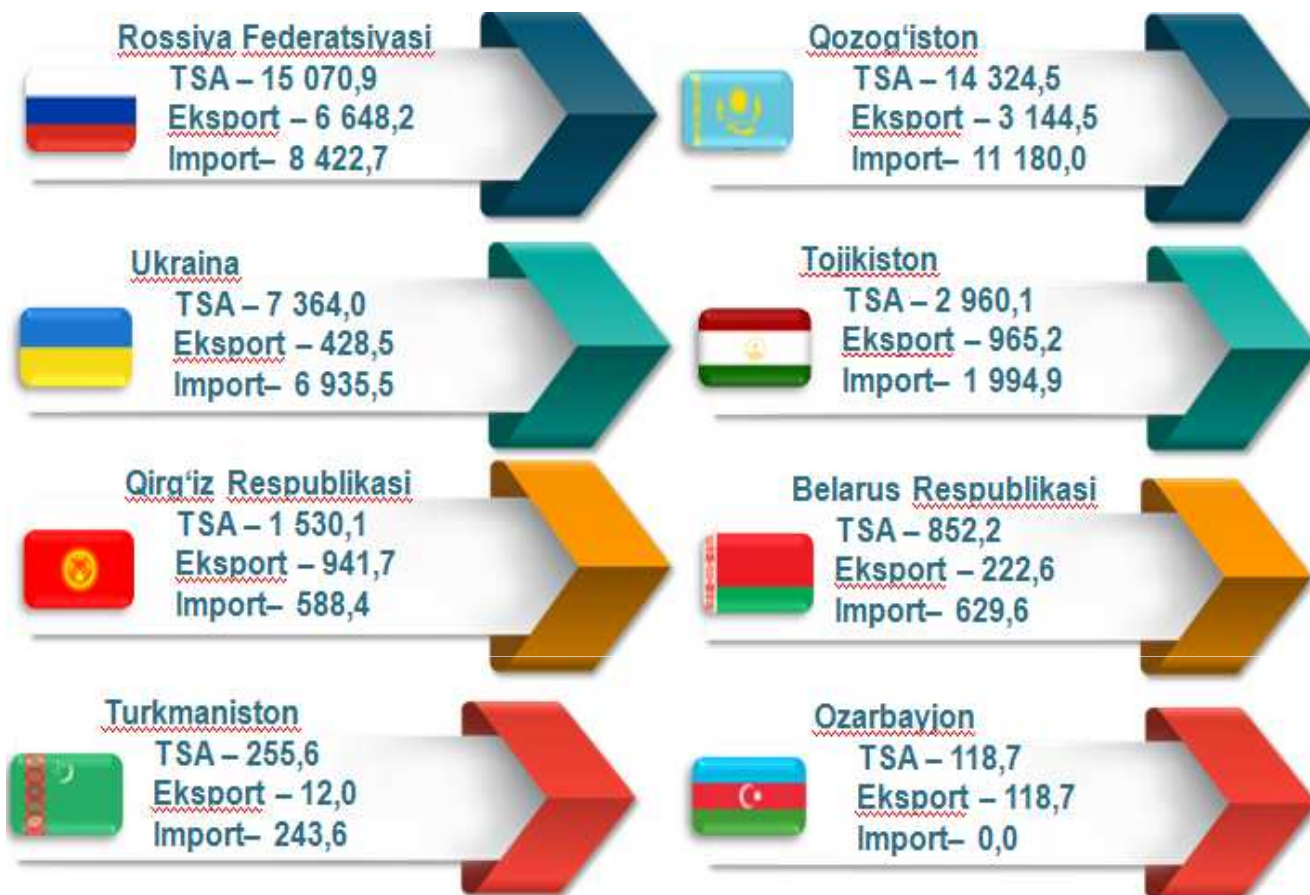 Rossiya Federatsiyasi
TSA – 15 070,9
Eksport – 6 648,2
Import– 8 422,7
Qozog‘iston
TSA – 14 324,5
Eksport – 3 144,5
Import– 11 180,0
Ukraina
TSA – 7 364,0
Eksport – 428,5
Import– 6 935,5
Tojikiston
TSA – 2 960,1
Eksport – 965,2
Import– 1 994,9
Qirg‘iz Respublikasi
TSA – 1 530,1
Eksport – 941,7
Import– 588,4
Belarus Respublikasi
TSA – 852,2
Eksport – 222,6
Import– 629,6
Turkmaniston
TSA – 255,6
Eksport – 12,0
Import– 243,6
Ozarbayjon
TSA – 118,7
Eksport – 118,7
Import– 0,0